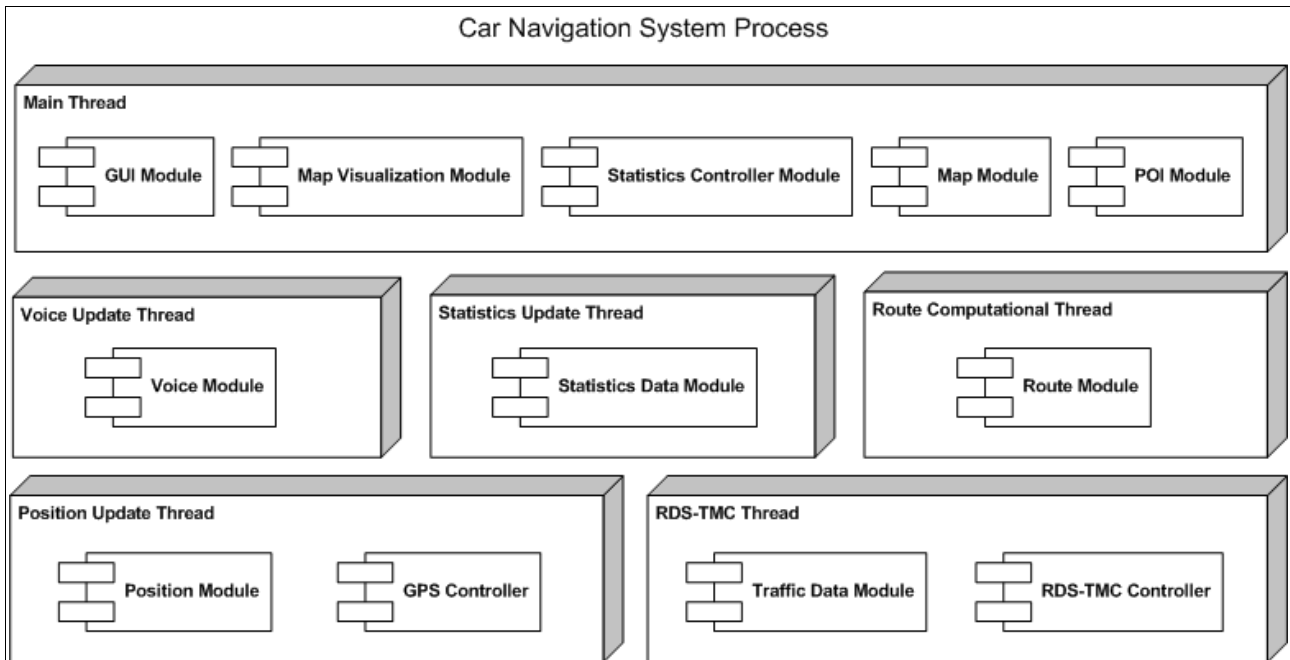 Car Navigation System Process
Main Thread
GUI Module
Map Visualization Module
Statistics Controller Module
Map Module
POI Module
Voice Update Thread
Voice Module
Statistics Update Thread
Statistics Data Module
Route Computational Thread
Route Module
Position Update Thread
Position Module
GPS Controller
RDS-TMC Thread
Traffic Data Module
RDS-TMC Controller